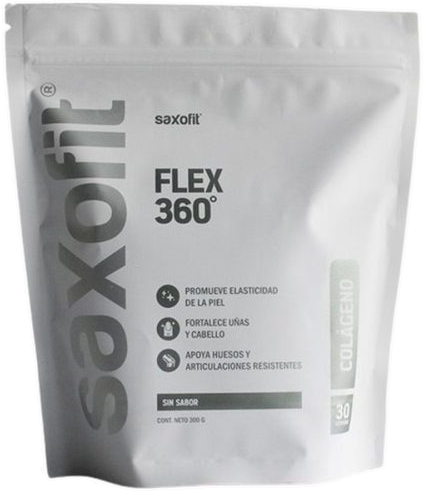 saxofit®
saxofit
FLEX
360°
PROMUEVE ELASTICIDAD
DE LA PIEL
FORTALECE UÑAS
Y CABELLO
APOYA HUESOS Y
ARTICULACIONES RESISTENTES
SIN SABOR
CONT. NETO 300 G
COLÁGENO
30